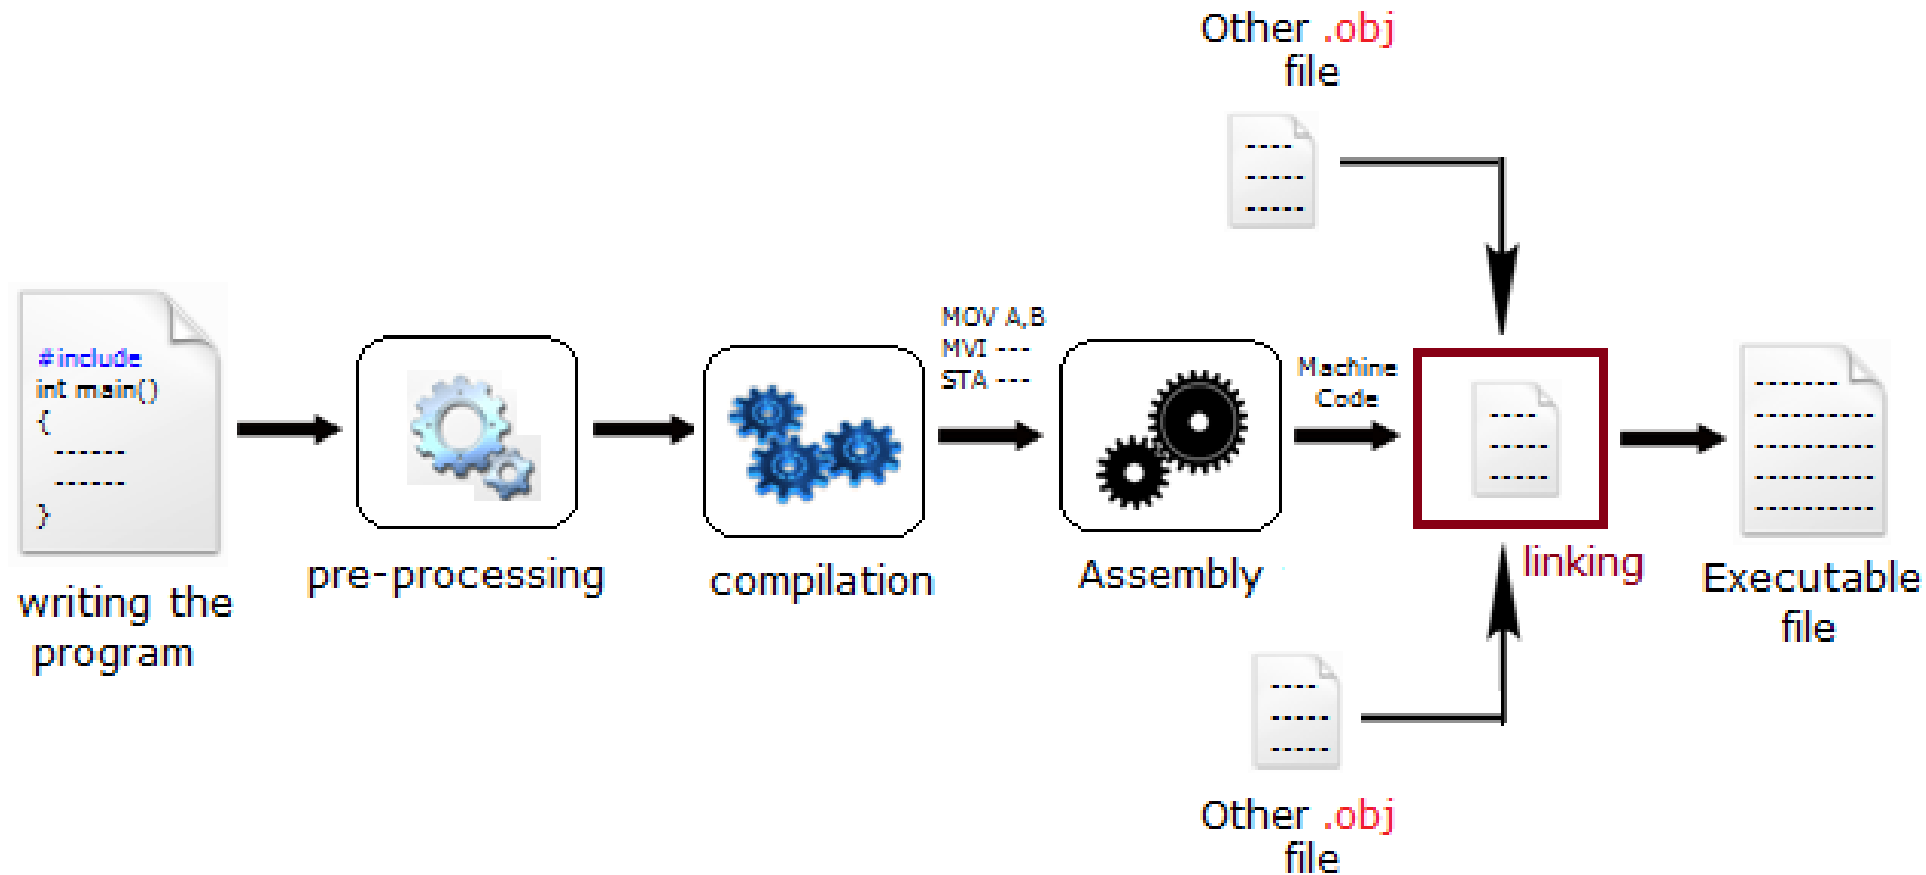 Other .obj
file
#include
int main()
{
------
------
}
writing the
program
pre-processing
compilation
MOV A,B
MVI ---
STA ---
Assembly
Machine
Code
linking
Executable
file
Other .obj
file